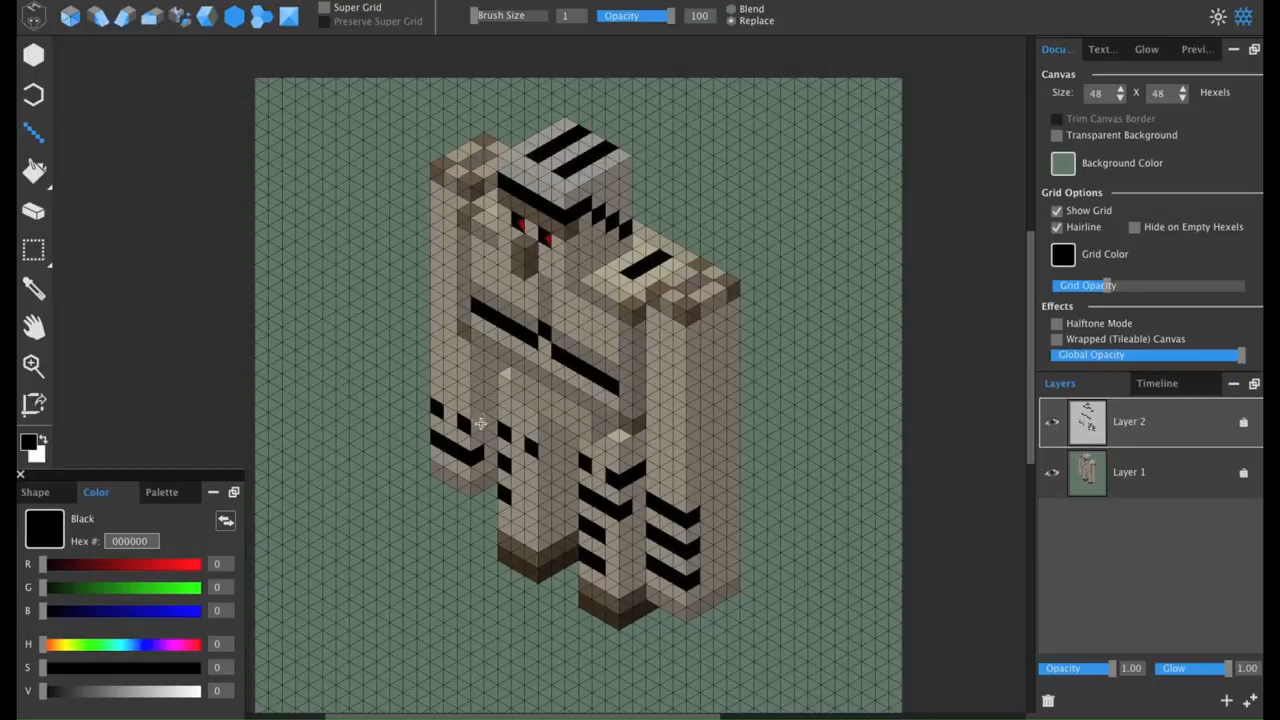 Super Grid
Preserve Super Grid
Brush Size 1
Opacity 100
Blend
Replace
Docu... Text... Glow Previ...
Canvas
Size: 48 X 48 Hexels
Trim Canvas Border
Transparent Background
Background Color
Grid Options
Show Grid
Hairline Hide on Empty Hexels
Grid Color
Grid Opacity
Effects
Halftone Mode
Wrapped (Tileable) Canvas
Global Opacity
Layers Timeline
Layer 2
Layer 1
Opacity 1.00 Glow 1.00
Shape Color Palette
Black
Hex #: 000000
R 0
G 0
B 0
H 0
S 0
V 0